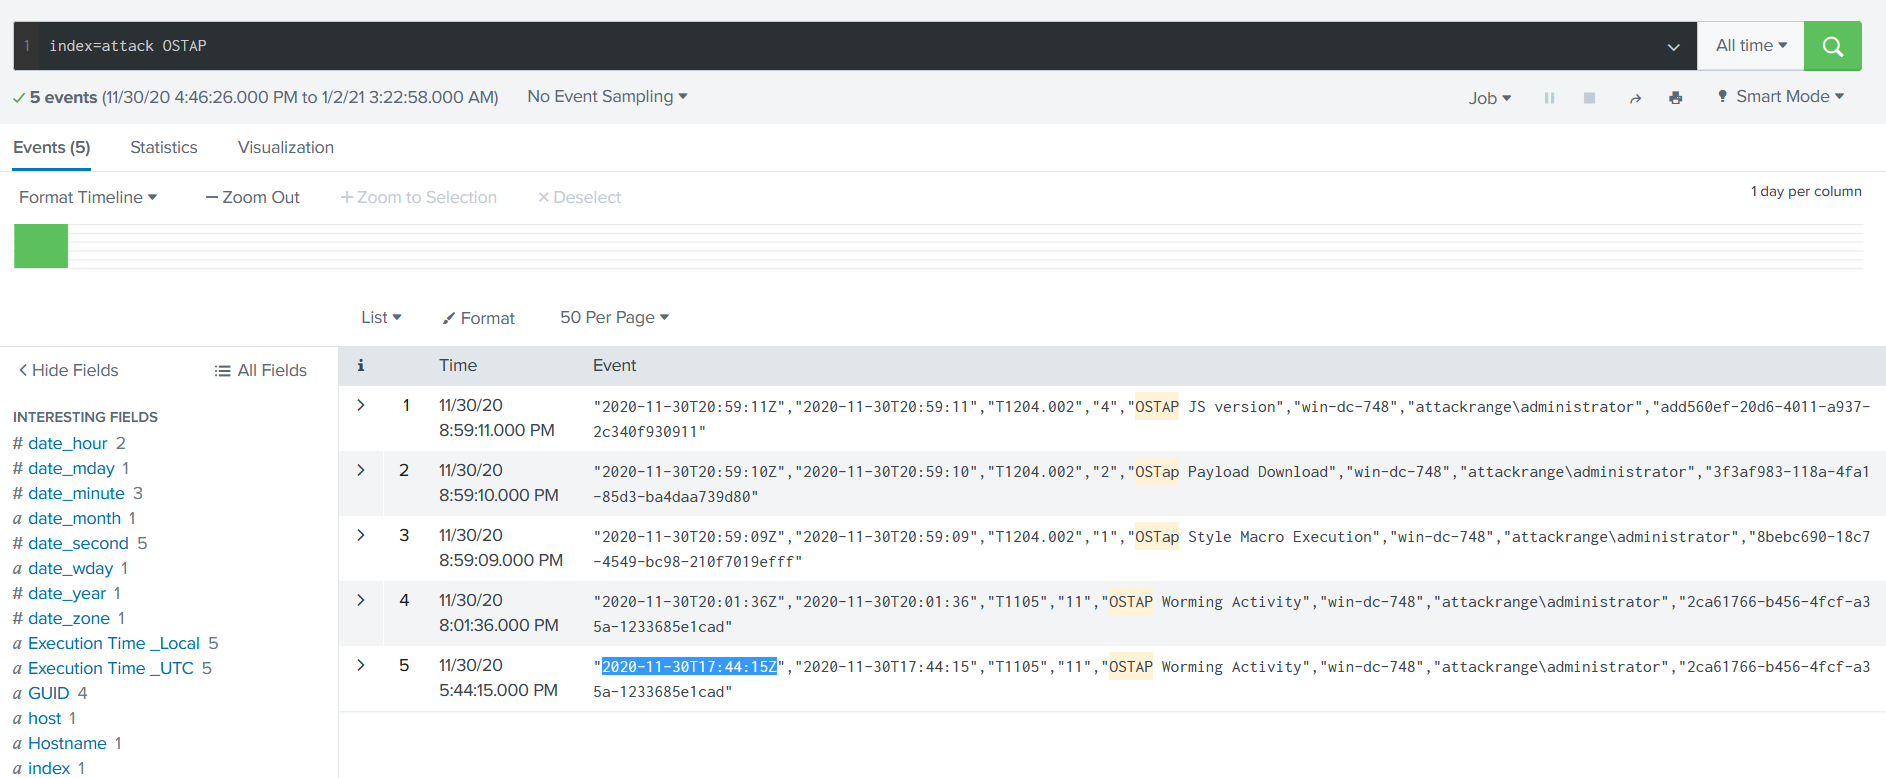 1 index=attack OSTAP
All time
5 events (11/30/20 4:46:26.000 PM to 1/2/21 3:22:58.000 AM) No Event Sampling Job Smart Mode
Events (5) Statistics Visualization
Format Timeline — Zoom Out + Zoom to Selection × Deselect 1 day per column
List Format 50 Per Page
< Hide Fields All Fields
INTERESTING FIELDS
# date_hour 2
# date_mday 1
# date_minute 3
a date_month 1
# date_second 5
a date_wday 1
# date_year 1
# date_zone 1
a Execution Time _Local 5
a Execution Time _UTC 5
a GUID 4
a host 1
a Hostname 1
a index 1
i Time Event
> 1 11/30/20 8:59:11.000 PM
"2020-11-30T20:59:11Z","2020-11-30T20:59:11","T1204.002","4","OSTAP JS version","win-dc-748","attackrange\administrator","add560ef-20d6-4011-a937-
2c340f930911"
> 2 11/30/20 8:59:10.000 PM
"2020-11-30T20:59:10Z","2020-11-30T20:59:10","T1204.002","2","OSTap Payload Download","win-dc-748","attackrange\administrator","3f3af983-118a-4fa1
-85d3-ba4daa739d80"
> 3 11/30/20 8:59:09.000 PM
"2020-11-30T20:59:09Z","2020-11-30T20:59:09","T1204.002","1","OSTap Style Macro Execution","win-dc-748","attackrange\administrator","8bebc690-18c7
-4549-bc98-210f7019efff"
> 4 11/30/20 8:01:36.000 PM
"2020-11-30T20:01:36Z","2020-11-30T20:01:36","T1105","11","OSTAP Worming Activity","win-dc-748","attackrange\administrator","2ca61766-b456-4fcf-a3
5a-1233685e1cad"
> 5 11/30/20 5:44:15.000 PM
"2020-11-30T17:44:15Z","2020-11-30T17:44:15","T1105","11","OSTAP Worming Activity","win-dc-748","attackrange\administrator","2ca61766-b456-4fcf-a3
5a-1233685e1cad"